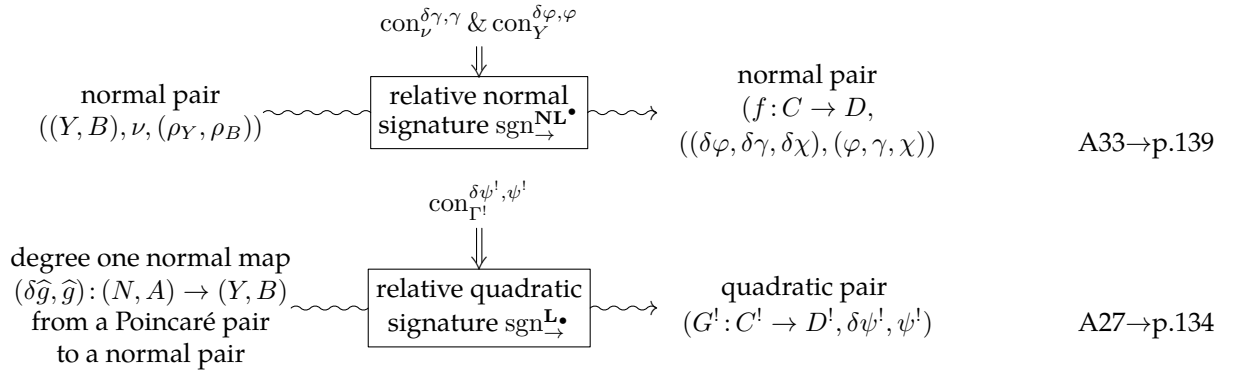 con_ν^{δγ,γ} & con_Y^{δφ,φ}
normal pair
((Y, B), ν, (ρ_Y, ρ_B))
relative normal
signature sgn_→^{NL^•}
normal pair
(f : C → D,
((δφ, δγ, δχ), (φ, γ, χ))
A33→p.139
con_{Γ^!}^{δψ^!,ψ^!}
degree one normal map
(δĝ, ĝ) : (N, A) → (Y, B)
from a Poincaré pair
to a normal pair
relative quadratic
signature sgn_→^{L_•}
quadratic pair
(G^! : C^! → D^!, δψ^!, ψ^!)
A27→p.134